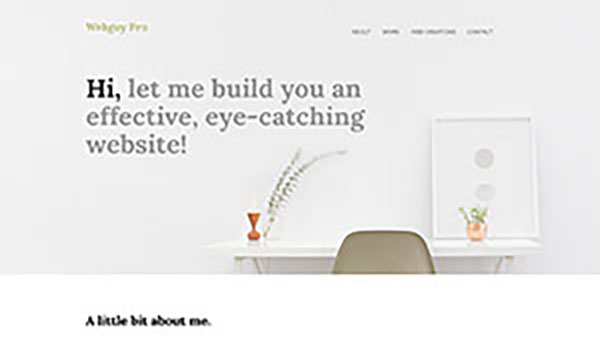 Webguy Pro
ABOUT WORK WEB CREATIONS CONTACT
Hi, let me build you an
effective, eye-catching
website!
A little bit about me.